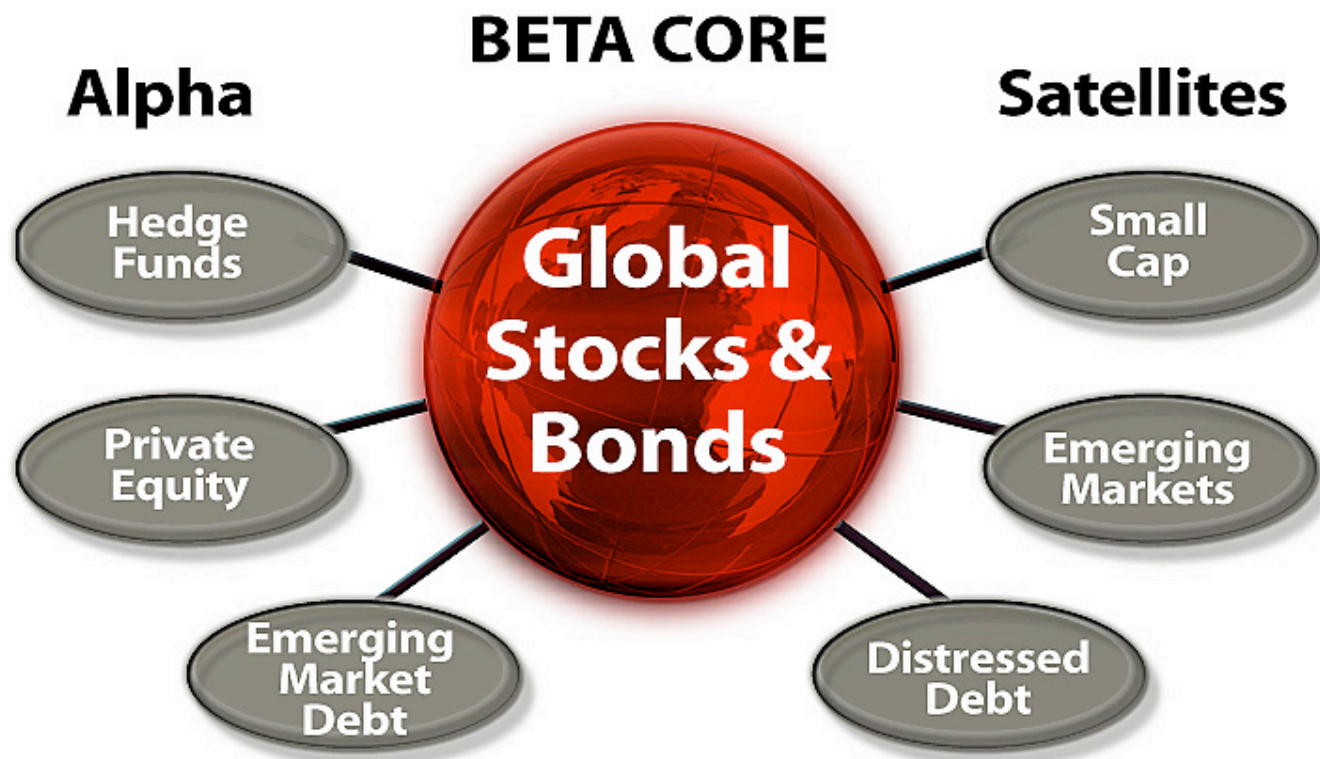 BETA CORE
Alpha
Satellites
Hedge
Funds
Private
Equity
Emerging
Market
Debt
Global
Stocks &
Bonds
Small
Cap
Emerging
Markets
Distressed
Debt